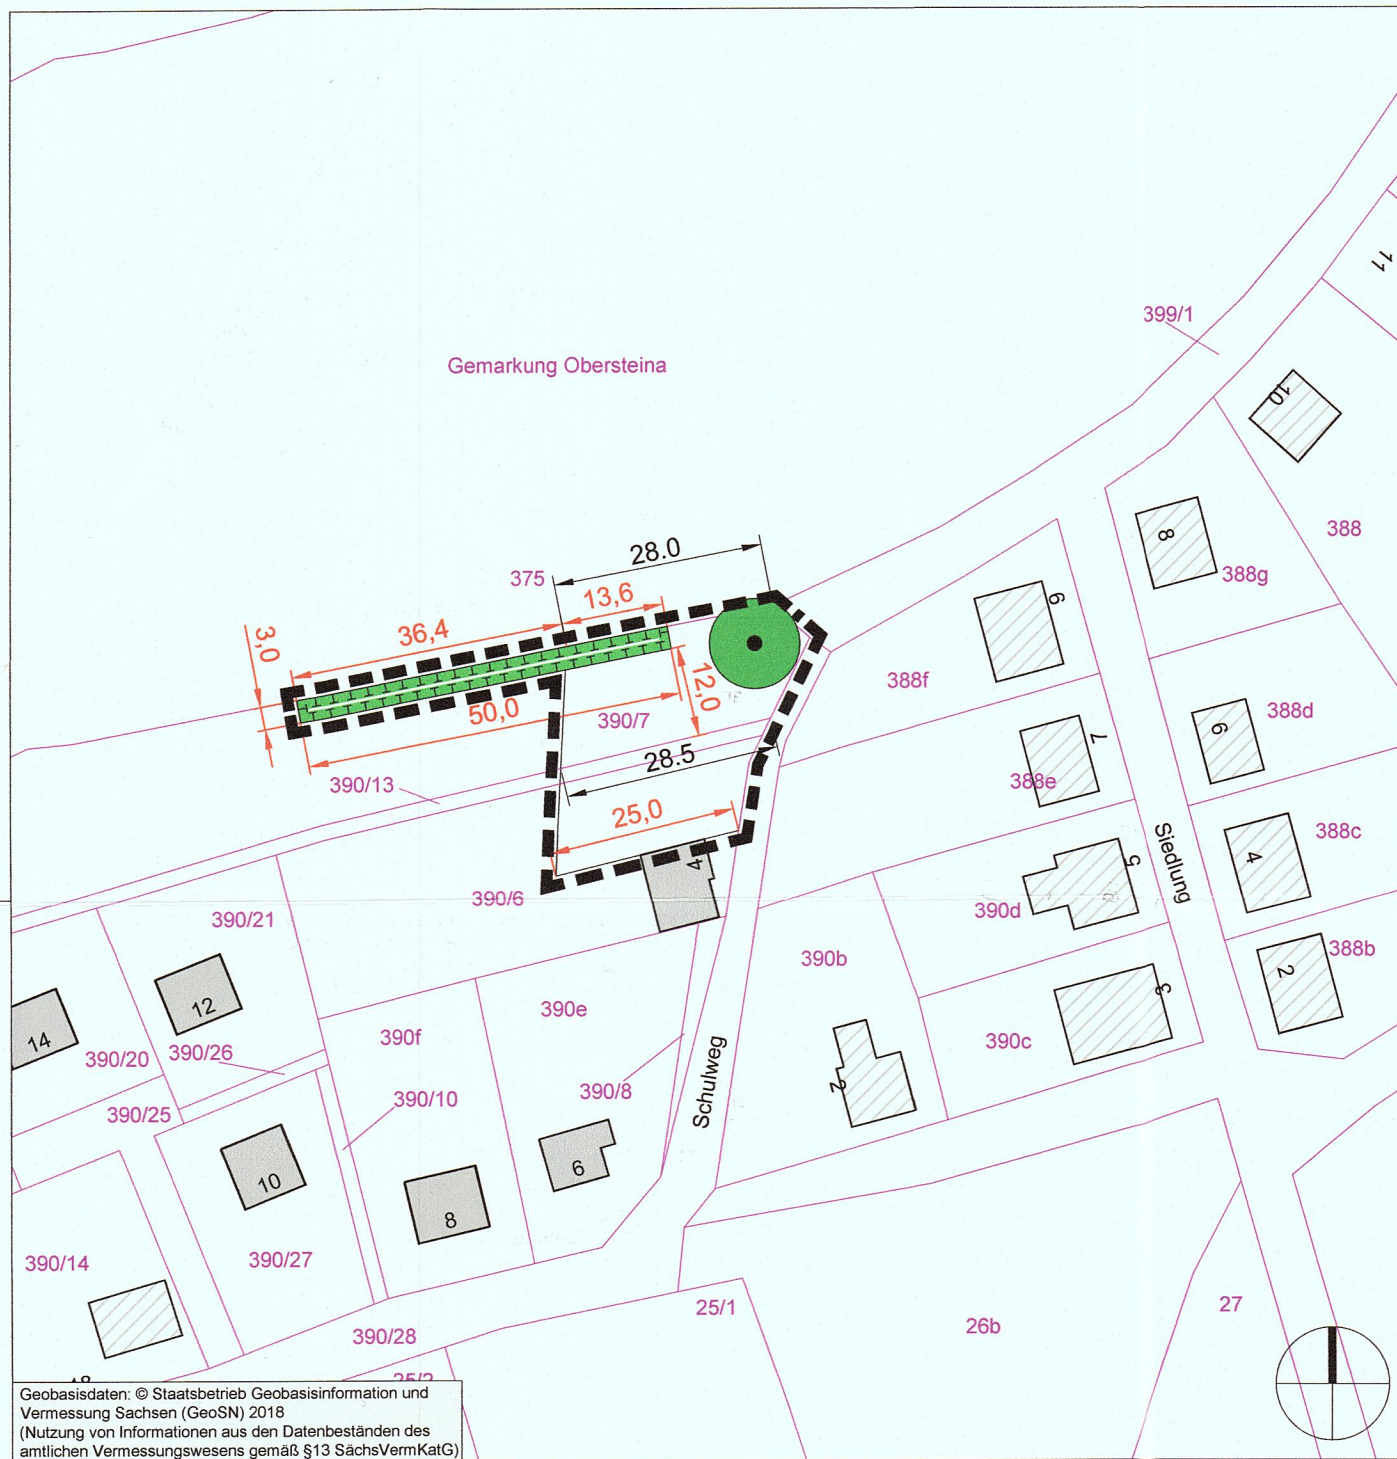 11
399/1
Gemarkung Obersteina
10
388
8
388g
28.0
375
13,6
9
36,4
3,0
12,0
388f
50,0
390/7
388d
6
28.5
7
388e
390/13
25,0
388c
4
4
5
Siedlung
390/6
390d
390/21
388b
2
390b
3
12
14
390e
390f
390c
390/20
390/26
Schulweg
390/8
2
390/10
390/25
6
10
8
390/14
390/27
27
25/1
26b
390/28
Geobasisdaten: © Staatsbetrieb Geobasisinformation und
Vermessung Sachsen (GeoSN) 2018
(Nutzung von Informationen aus den Datenbeständen des
amtlichen Vermessungswesens gemäß §13 SächsVermKatG)